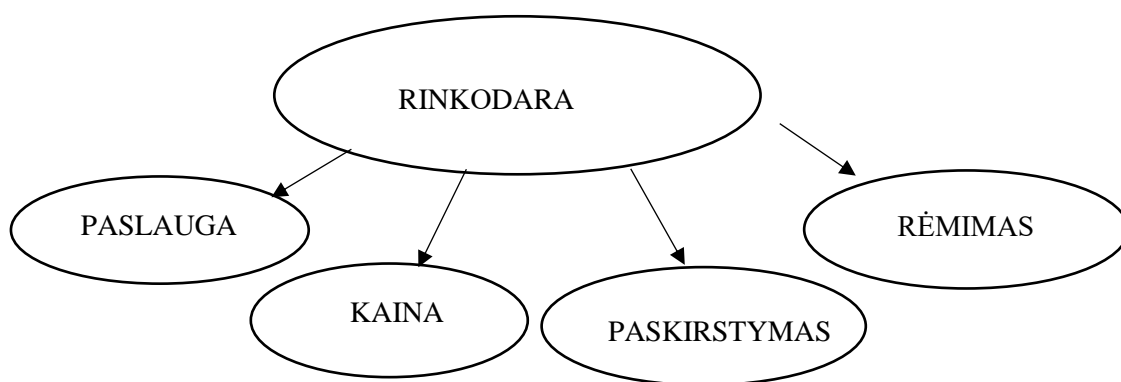 RINKODARA
PASLAUGA
RĖMIMAS
KAINA
PASKIRSTYMAS